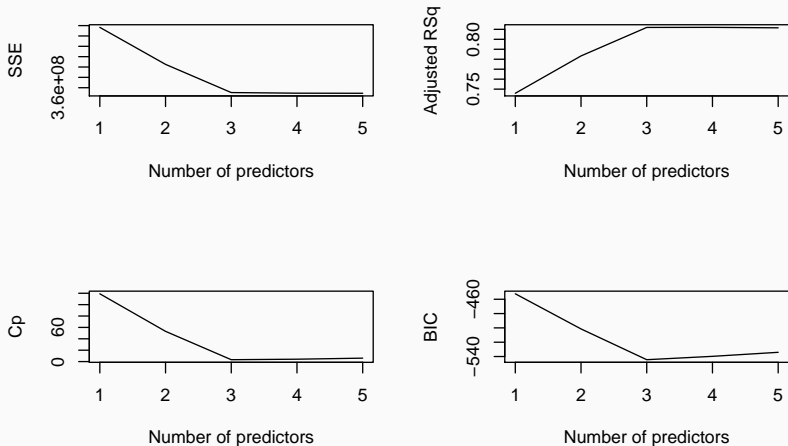 SSE
3.6e+08
1 2 3 4 5
Number of predictors
Adjusted RSq
0.80
0.75
1 2 3 4 5
Number of predictors
Cp
60
0
1 2 3 4 5
Number of predictors
BIC
−460
−540
1 2 3 4 5
Number of predictors